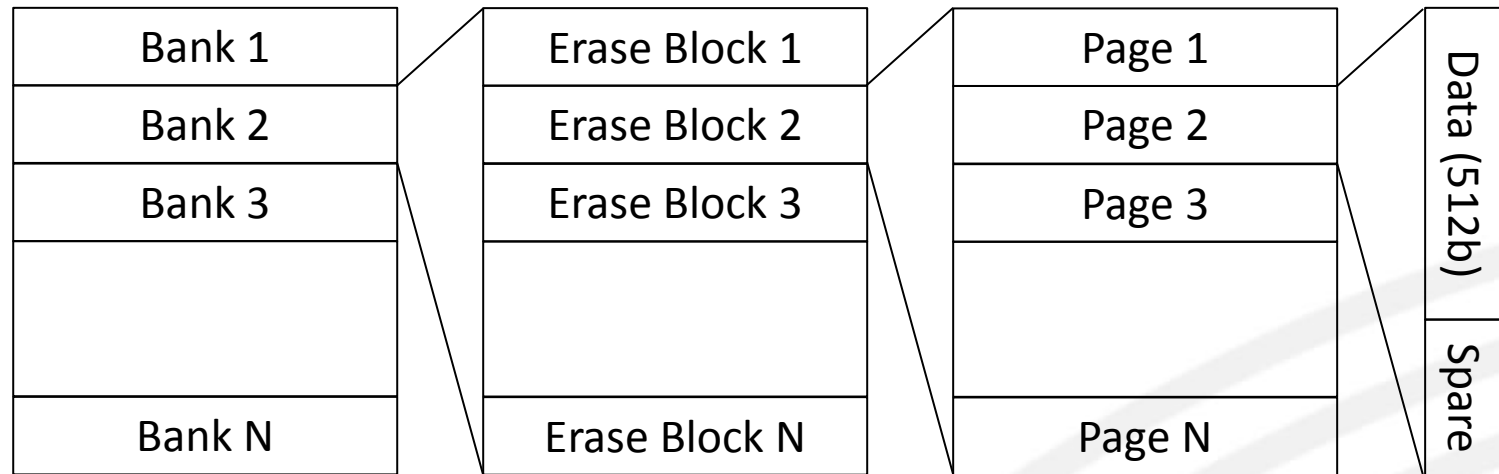 Bank 1
Bank 2
Bank 3
Bank N
Erase Block 1
Erase Block 2
Erase Block 3
Erase Block N
Page 1
Page 2
Page 3
Page N
Data (512b)
Spare